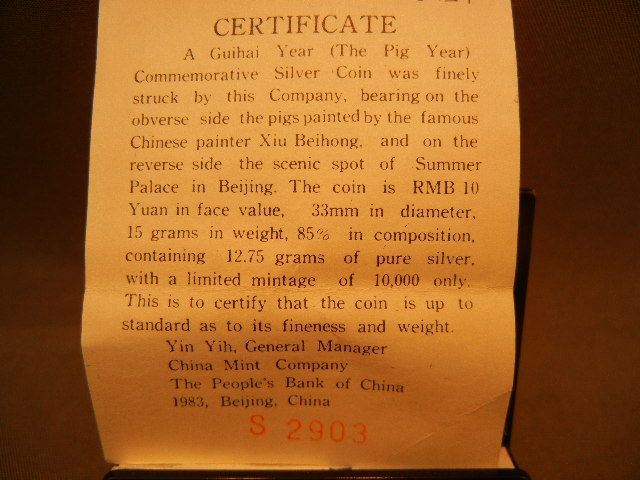 CERTIFICATE
A Guihai Year (The Pig Year)
Commemorative Silver Coin was finely
struck by this Company, bearing on the
obverse side the pigs painted by the famous
Chinese painter Xiu Beihong, and on the
reverse side the scenic spot of Summer
Palace in Beijing. The coin is RMB 10
Yuan in face value, 33mm in diameter,
15 grams in weight, 85% in composition,
containing 12.75 grams of pure silver,
with a limited mintage of 10,000 only.
This is to certify that the coin is up to
standard as to its fineness and weight.
Yin Yih, General Manager
China Mint Company
The People's Bank of China
1983, Beijing, China
S 2903